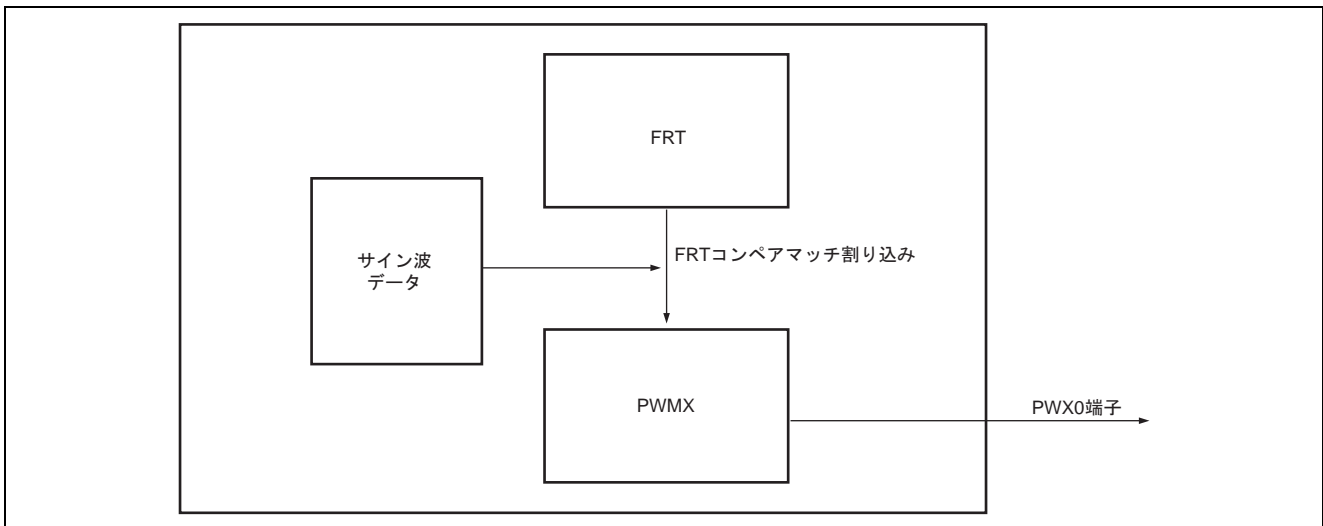 FRT
FRTコンペアマッチ割り込み
サイン波
データ
PWMX
PWX0端子